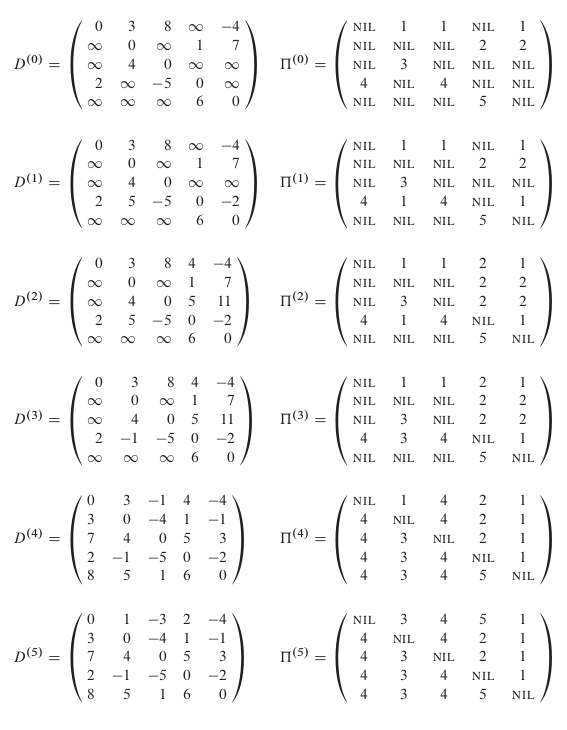 D⁽⁰⁾ = ( 0 3 8 ∞ −4 Π⁽⁰⁾ = ( NIL 1 1 NIL 1
∞ 0 ∞ 1 7 NIL NIL NIL 2 2
∞ 4 0 ∞ ∞ NIL 3 NIL NIL NIL
2 ∞ −5 0 ∞ 4 NIL 4 NIL NIL
∞ ∞ ∞ 6 0 ) NIL NIL NIL 5 NIL )
D⁽¹⁾ = ( 0 3 8 ∞ −4 Π⁽¹⁾ = ( NIL 1 1 NIL 1
∞ 0 ∞ 1 7 NIL NIL NIL 2 2
∞ 4 0 ∞ ∞ NIL 3 NIL NIL NIL
2 5 −5 0 −2 4 1 4 NIL 1
∞ ∞ ∞ 6 0 ) NIL NIL NIL 5 NIL )
D⁽²⁾ = ( 0 3 8 4 −4 Π⁽²⁾ = ( NIL 1 1 2 1
∞ 0 ∞ 1 7 NIL NIL NIL 2 2
∞ 4 0 5 11 NIL 3 NIL 2 2
2 5 −5 0 −2 4 1 4 NIL 1
∞ ∞ ∞ 6 0 ) NIL NIL NIL 5 NIL )
D⁽³⁾ = ( 0 3 8 4 −4 Π⁽³⁾ = ( NIL 1 1 2 1
∞ 0 ∞ 1 7 NIL NIL NIL 2 2
∞ 4 0 5 11 NIL 3 NIL 2 2
2 −1 −5 0 −2 4 3 4 NIL 1
∞ ∞ ∞ 6 0 ) NIL NIL NIL 5 NIL )
D⁽⁴⁾ = ( 0 3 −1 4 −4 Π⁽⁴⁾ = ( NIL 1 4 2 1
3 0 −4 1 −1 4 NIL 4 2 1
7 4 0 5 3 4 3 NIL 2 1
2 −1 −5 0 −2 4 3 4 NIL 1
8 5 1 6 0 ) 4 3 4 5 NIL )
D⁽⁵⁾ = ( 0 1 −3 2 −4 Π⁽⁵⁾ = ( NIL 3 4 5 1
3 0 −4 1 −1 4 NIL 4 2 1
7 4 0 5 3 4 3 NIL 2 1
2 −1 −5 0 −2 4 3 4 NIL 1
8 5 1 6 0 ) 4 3 4 5 NIL )